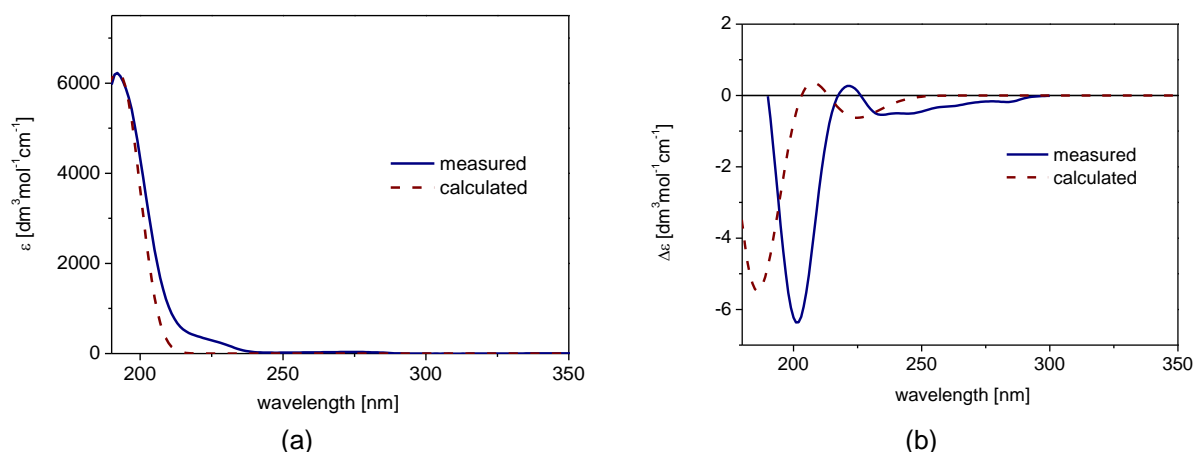 6000
4000
2000
0
200
250
300
350
ε [dm³mol⁻¹cm⁻¹]
wavelength [nm]
measured
calculated
(a)
2
0
-2
-4
-6
200
250
300
350
Δε [dm³mol⁻¹cm⁻¹]
wavelength [nm]
measured
calculated
(b)